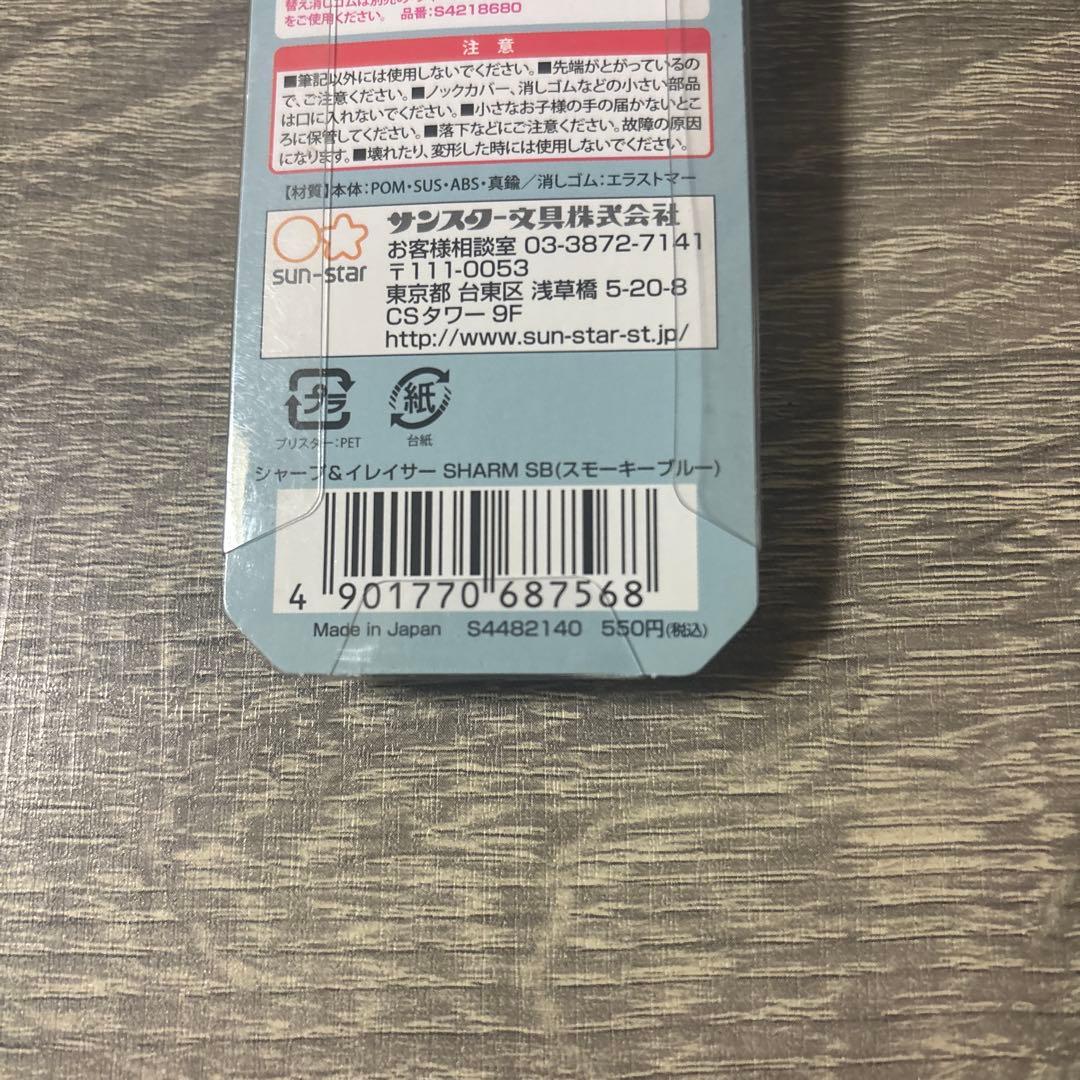 替え消しゴムは別売の
をご使用ください。 品番:S4218680
注意
■筆記以外には使用しないでください。■先端がとがっているの
で、ご注意ください。■ノックカバー、消しゴムなどの小さい部品
は口に入れないでください。■小さなお子様の手の届かないとこ
ろに保管してください。■落下などにご注意ください。故障の原因
になります。■壊れたり、変形した時には使用しないでください。
【材質】本体:POM・SUS・ABS・真鍮/消しゴム:エラストマー
sun-star
サンスター文具株式会社
お客様相談室 03-3872-7141
〒111-0053
東京都 台東区 浅草橋 5-20-8
CSタワー 9F
http://www.sun-star-st.jp/
プラ
ブリスター:PET
紙
台紙
シャープ&イレイサー SHARM SB(スモーキーブルー)
4 901770 687568
Made in Japan S4482140 550円(税込)